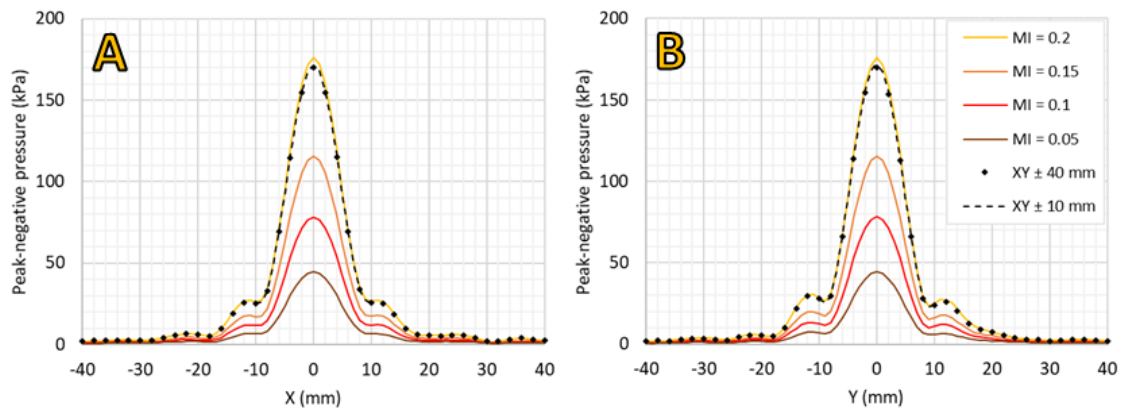 A
Peak-negative pressure (kPa)
200
150
100
50
0
-40 -30 -20 -10 0 10 20 30 40
X (mm)
B
Peak-negative pressure (kPa)
200
150
100
50
0
-40 -30 -20 -10 0 10 20 30 40
Y (mm)
MI = 0.2
MI = 0.15
MI = 0.1
MI = 0.05
XY ± 40 mm
XY ± 10 mm